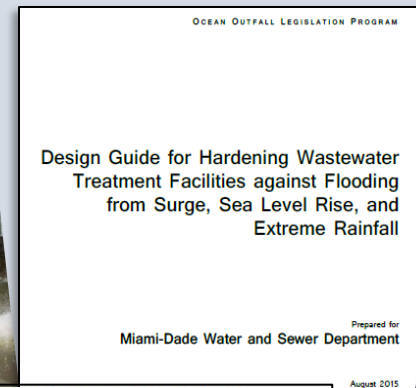 OCEAN OUTFALL LEGISLATION PROGRAM
Design Guide for Hardening Wastewater
Treatment Facilities against Flooding
from Surge, Sea Level Rise, and
Extreme Rainfall
Prepared for
Miami-Dade Water and Sewer Department
August 2015